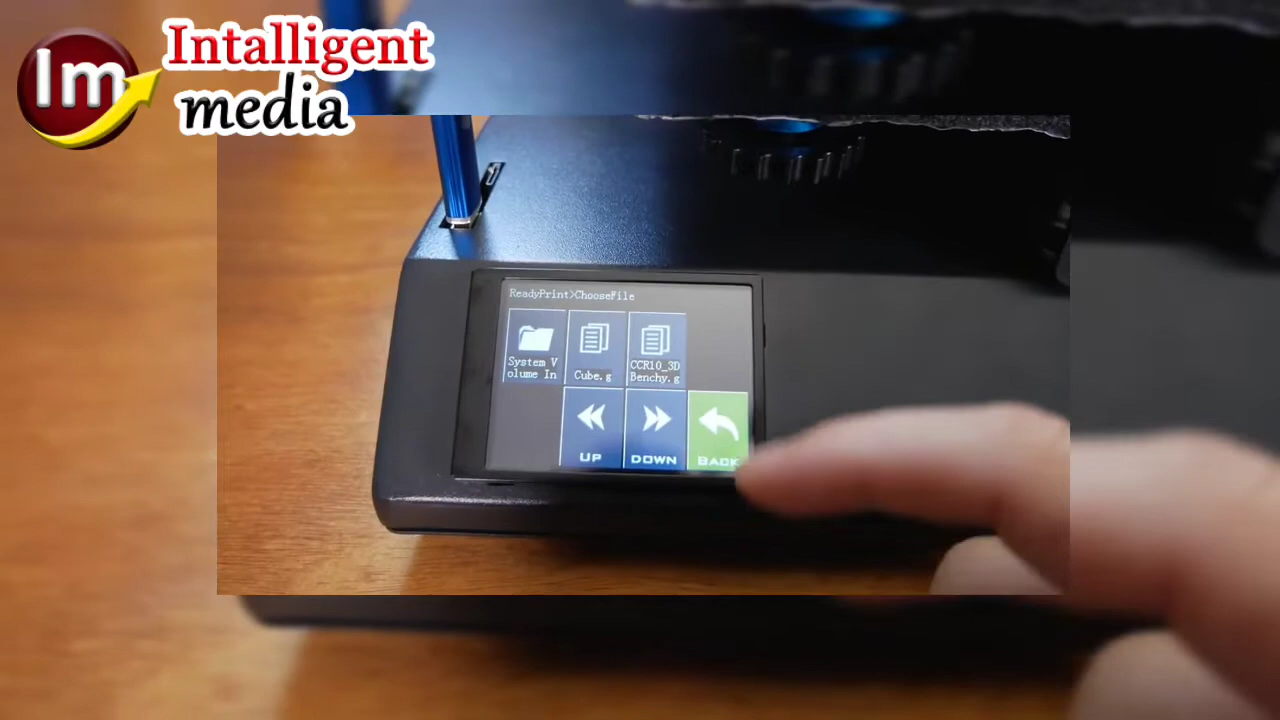 Im
Intalligent
media
ReadyPrint>ChooseFile
System V
olume In
Cube.g
CCR10_3D
Benchy.g
UP
DOWN
BACK